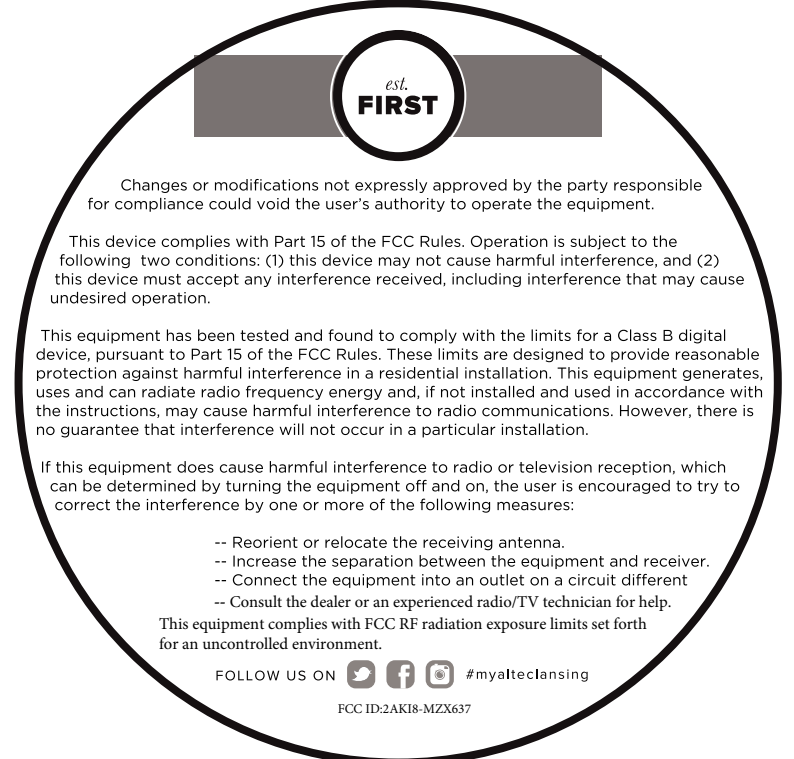 est.
FIRST
Changes or modifications not expressly approved by the party responsible
for compliance could void the user’s authority to operate the equipment.
This device complies with Part 15 of the FCC Rules. Operation is subject to the
following two conditions: (1) this device may not cause harmful interference, and (2)
this device must accept any interference received, including interference that may cause
undesired operation.
This equipment has been tested and found to comply with the limits for a Class B digital
device, pursuant to Part 15 of the FCC Rules. These limits are designed to provide reasonable
protection against harmful interference in a residential installation. This equipment generates,
uses and can radiate radio frequency energy and, if not installed and used in accordance with
the instructions, may cause harmful interference to radio communications. However, there is
no guarantee that interference will not occur in a particular installation.
If this equipment does cause harmful interference to radio or television reception, which
can be determined by turning the equipment off and on, the user is encouraged to try to
correct the interference by one or more of the following measures:
-- Reorient or relocate the receiving antenna.
-- Increase the separation between the equipment and receiver.
-- Connect the equipment into an outlet on a circuit different
-- Consult the dealer or an experienced radio/TV technician for help.
This equipment complies with FCC RF radiation exposure limits set forth
for an uncontrolled environment.
FOLLOW US ON #myalteclansing
FCC ID:2AKI8-MZX637